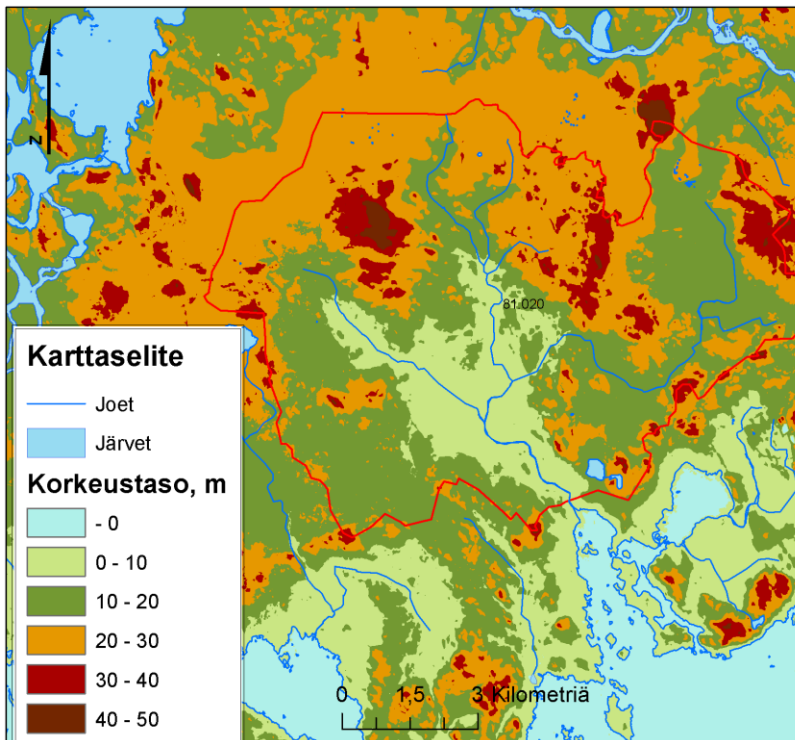 N
81.020
Karttaselite
Joet
Järvet
Korkeustaso, m
- 0
0 - 10
10 - 20
20 - 30
30 - 40
40 - 50
0 1,5 3 Kilometriä